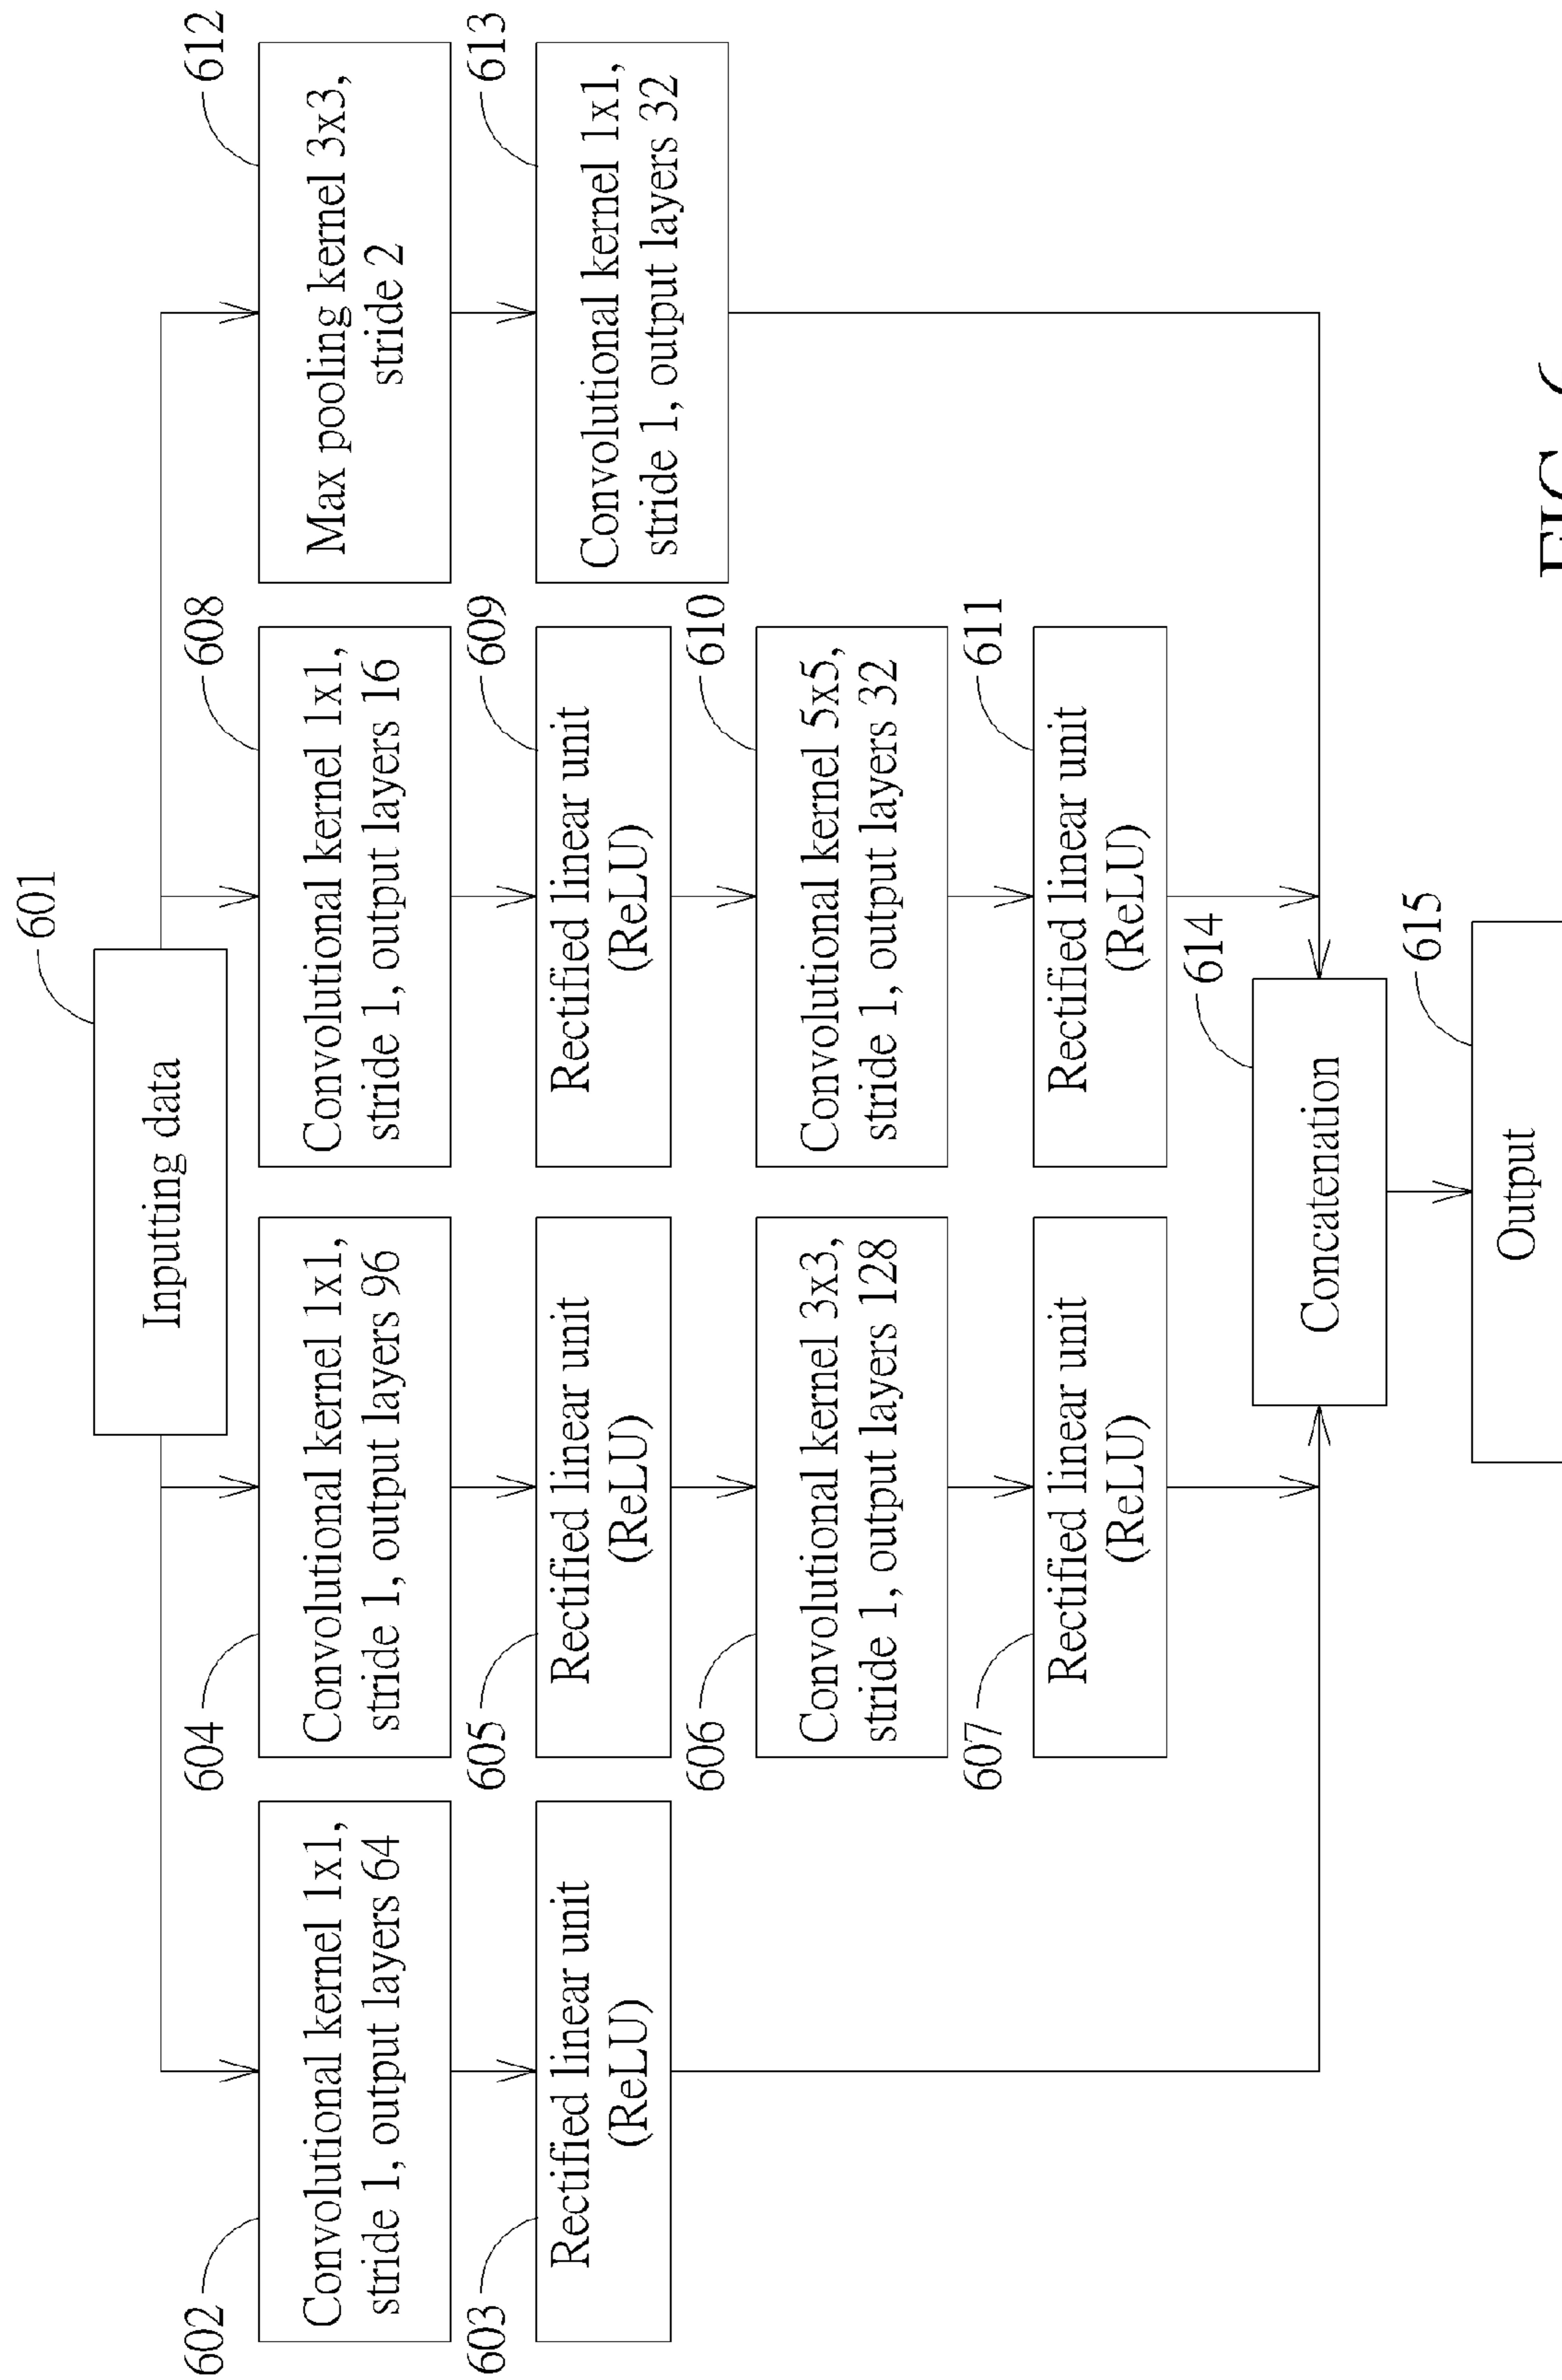 601
Inputting data
602
Convolutional kernel 1x1,
stride 1, output layers 64
603
Rectified linear unit
(ReLU)
604
Convolutional kernel 1x1,
stride 1, output layers 96
605
Rectified linear unit
(ReLU)
606
Convolutional kernel 3x3,
stride 1, output layers 128
607
Rectified linear unit
(ReLU)
608
Convolutional kernel 1x1,
stride 1, output layers 16
609
Rectified linear unit
(ReLU)
610
Convolutional kernel 5x5,
stride 1, output layers 32
611
Rectified linear unit
(ReLU)
612
Max pooling kernel 3x3,
stride 2
613
Convolutional kernel 1x1,
stride 1, output layers 32
614
Concatenation
615
Output
FIG.